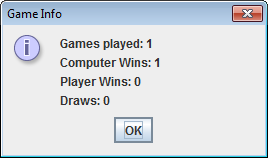 Game Info
Games played: 1
Computer Wins: 1
Player Wins: 0
Draws: 0
OK